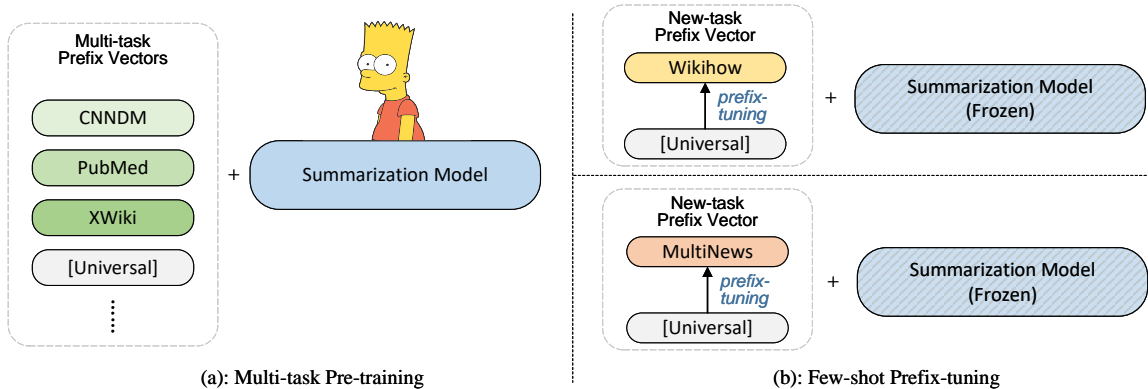 Multi-task
Prefix Vectors
CNNDM
PubMed
XWiki
[Universal]
+
Summarization Model
(a): Multi-task Pre-training
New-task
Prefix Vector
Wikihow
prefix-
tuning
[Universal]
+
Summarization Model
(Frozen)
New-task
Prefix Vector
MultiNews
prefix-
tuning
[Universal]
+
Summarization Model
(Frozen)
(b): Few-shot Prefix-tuning